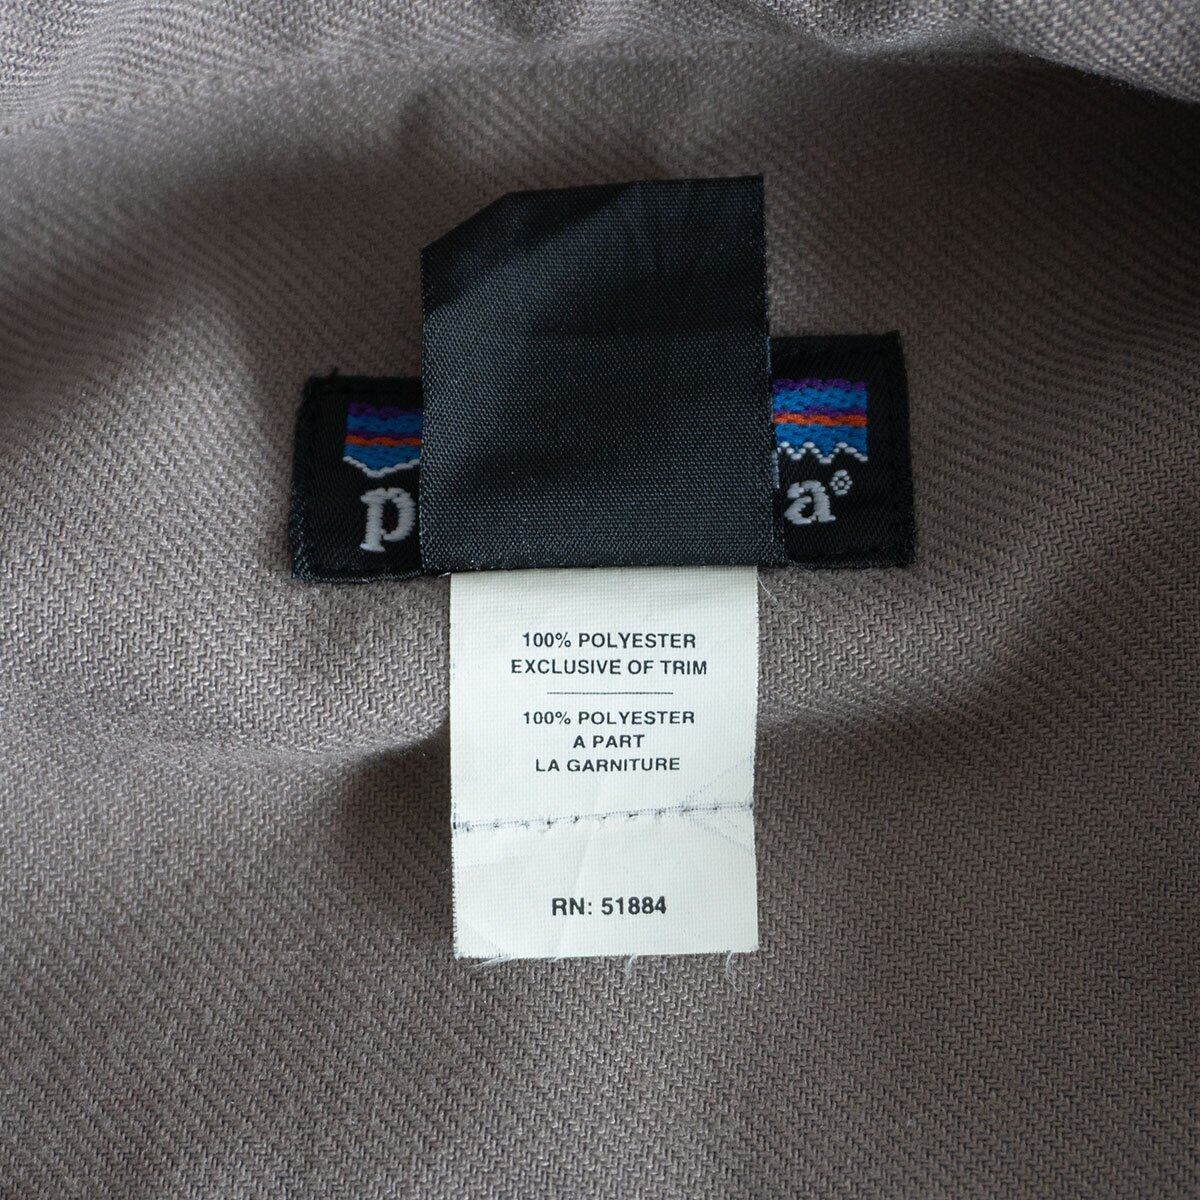 p a®
100% POLYESTER
EXCLUSIVE OF TRIM
100% POLYESTER
A PART
LA GARNITURE
RN: 51884